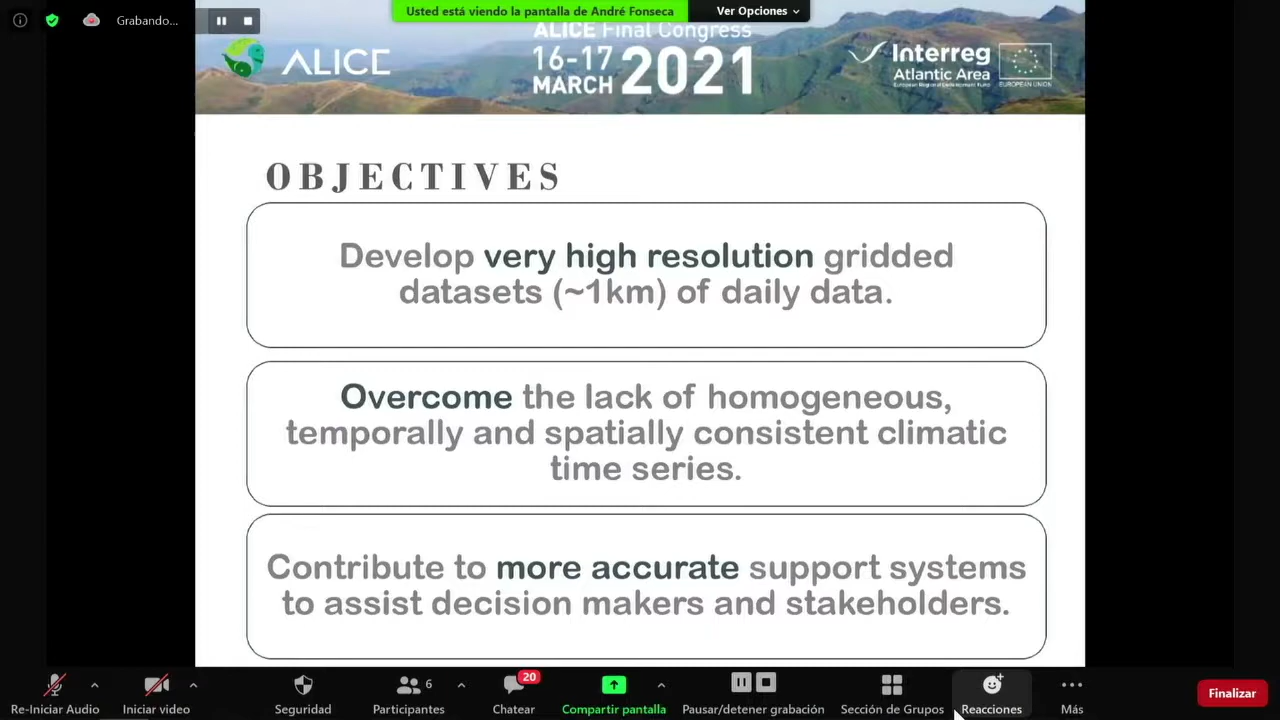 Grabando...
Usted está viendo la pantalla de André Fonseca
Ver Opciones
ALICE
ALICE Final Congress
16-17
MARCH 2021
Interreg
Atlantic Area
European Regional Development Fund
EUROPEAN UNION
OBJECTIVES
Develop very high resolution gridded
datasets (~1km) of daily data.
Overcome the lack of homogeneous,
temporally and spatially consistent climatic
time series.
Contribute to more accurate support systems
to assist decision makers and stakeholders.
Re-Iniciar Audio
Iniciar video
Seguridad
6
Participantes
20
Chatear
Compartir pantalla
Pausar/detener grabación
Sección de Grupos
Reacciones
Más
Finalizar